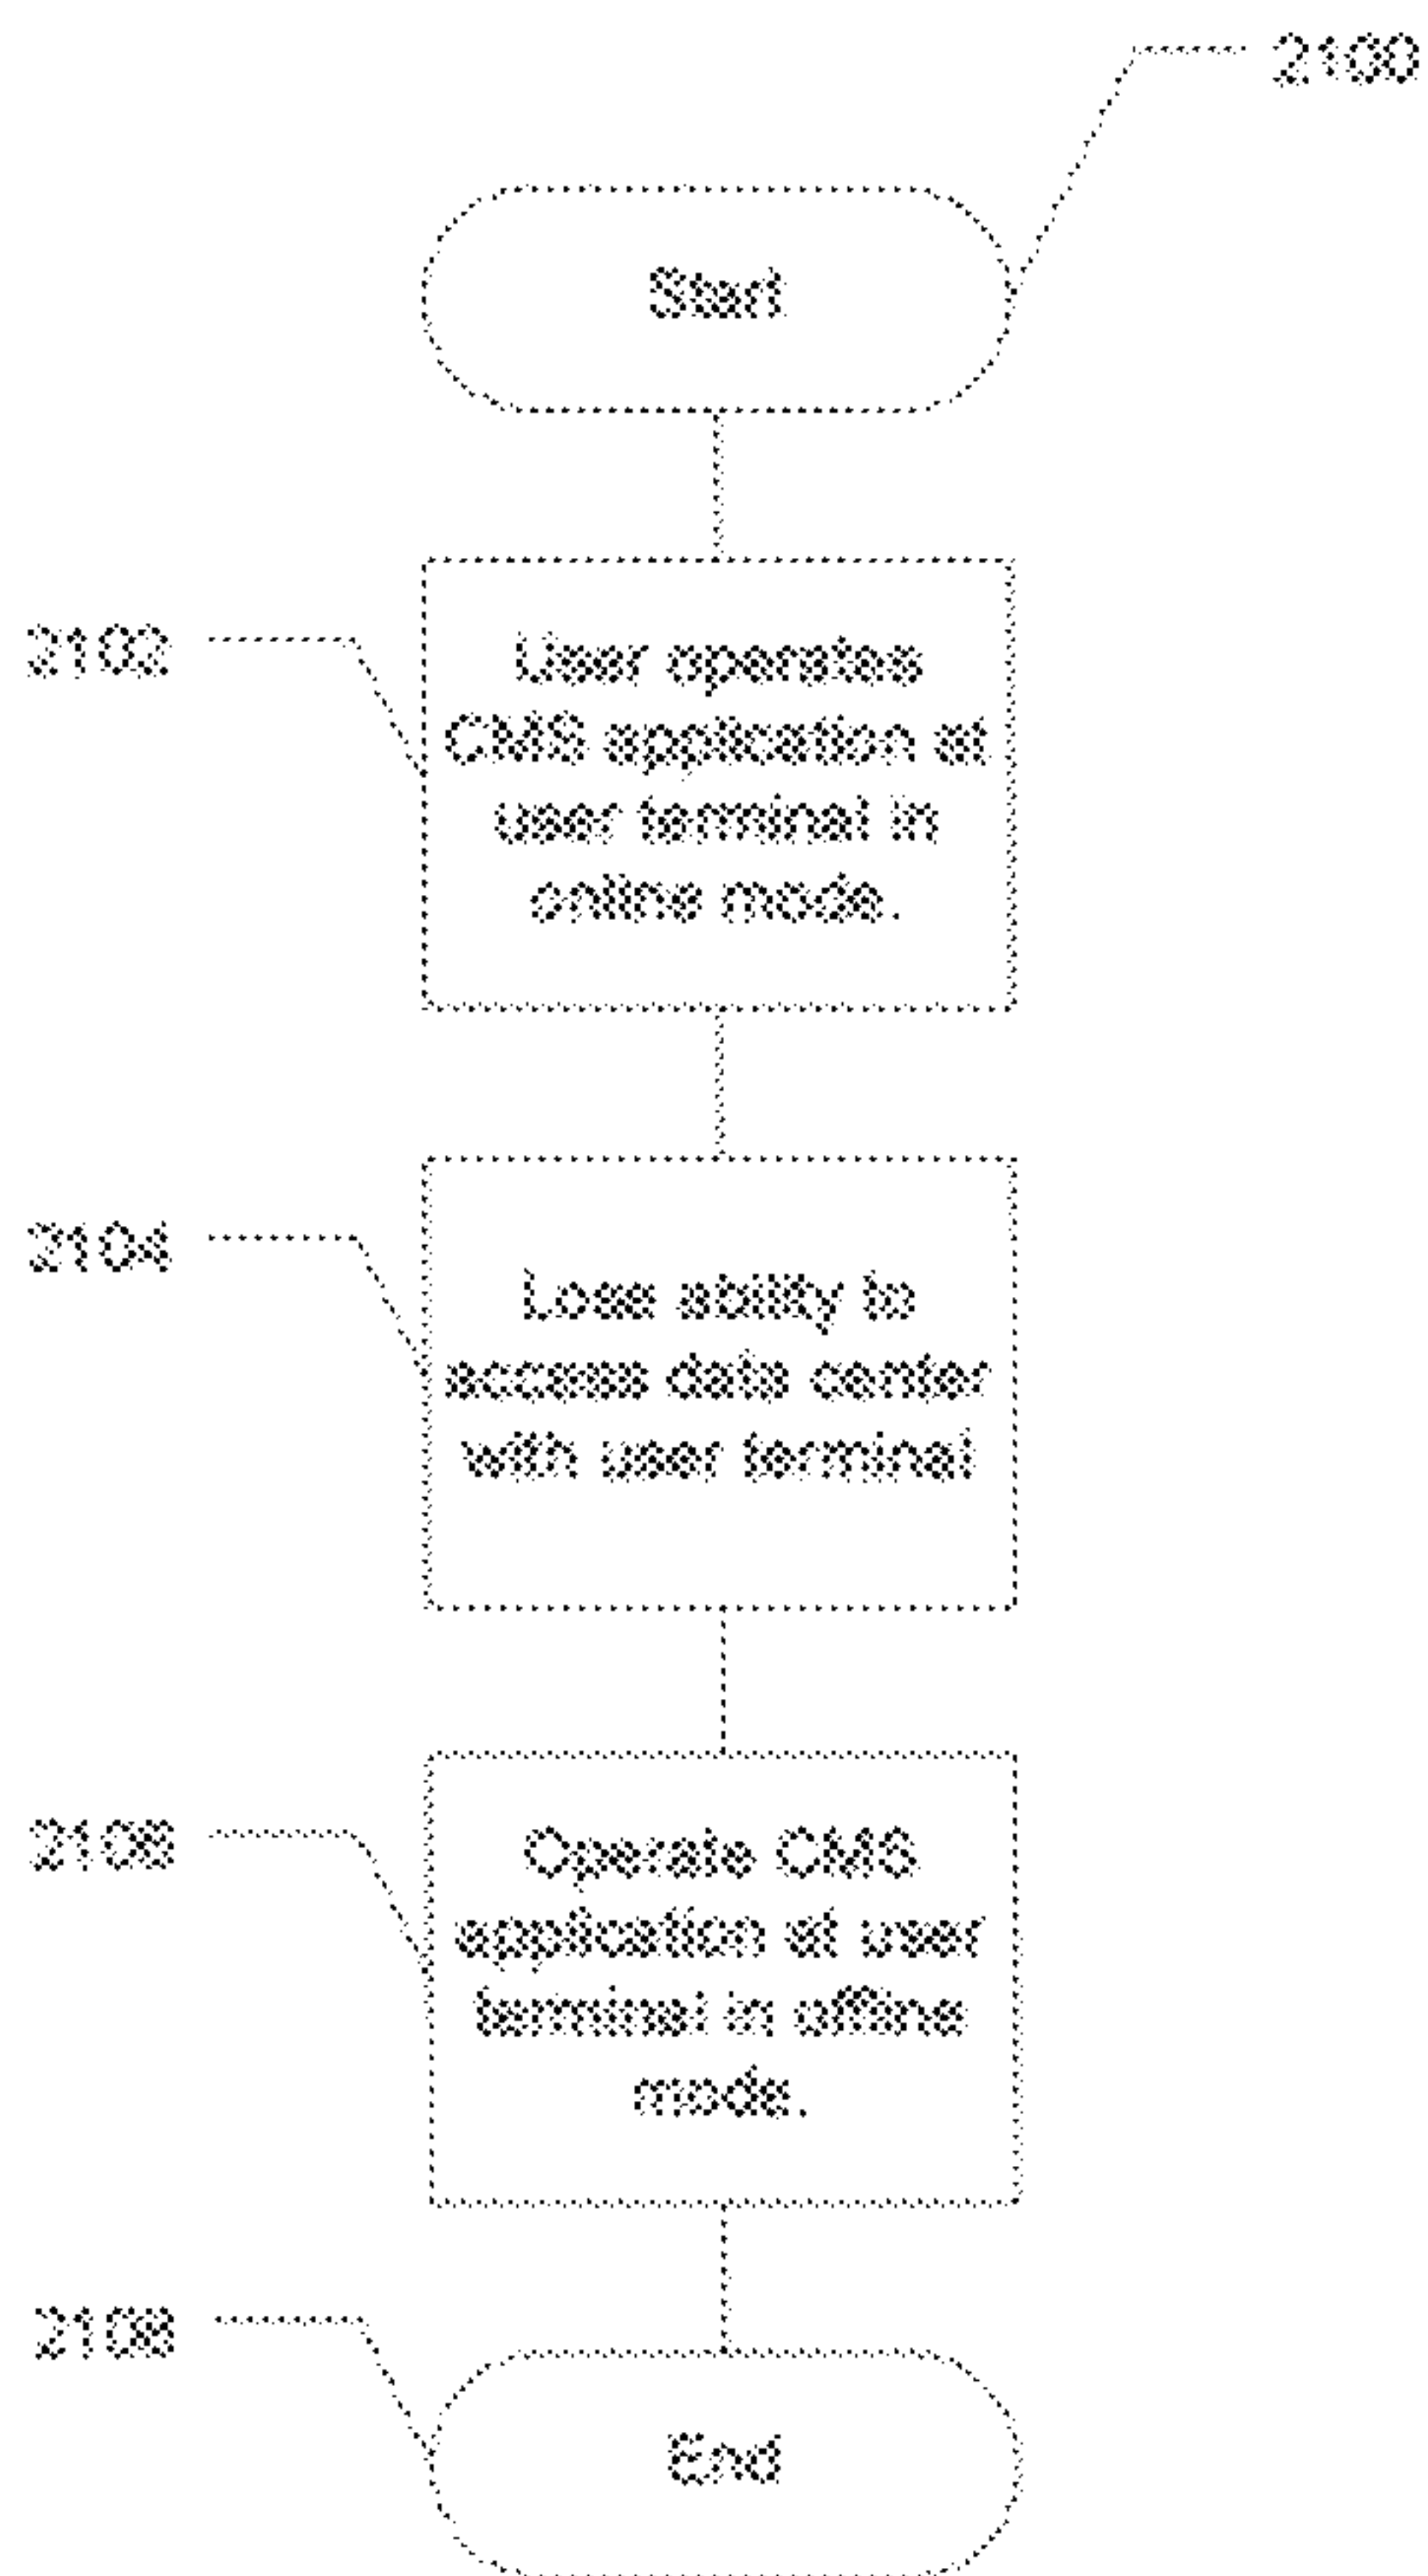 2100
Start
2102
User operates
CMS application at
user terminal in
online mode.
2104
Lose ability to
access data center
with user terminal
Operate CMS
application at user
terminal in offline
mode.
2108
End